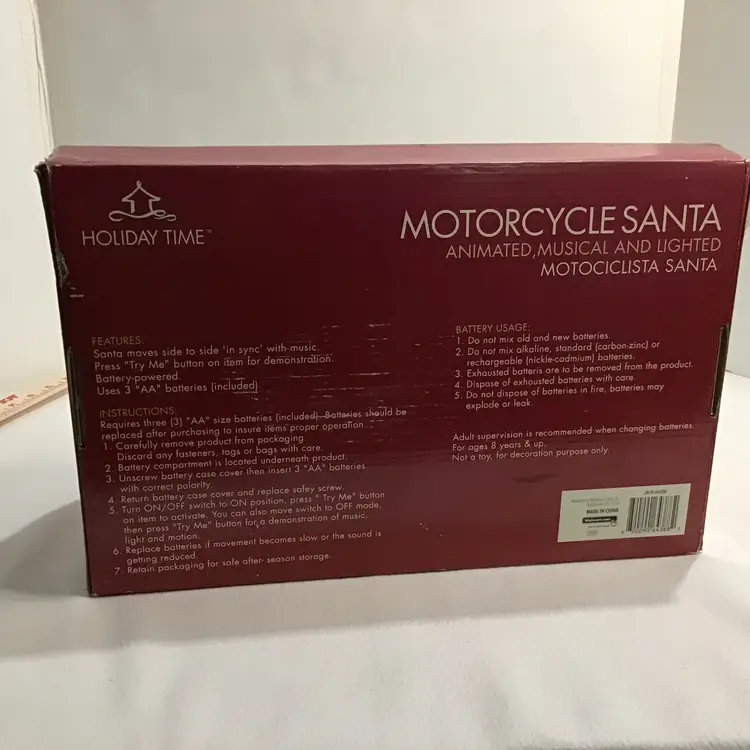 HOLIDAY TIME™
MOTORCYCLE SANTA
ANIMATED, MUSICAL AND LIGHTED
MOTOCICLISTA SANTA
FEATURES:
Santa moves side to side 'in sync' with music.
Press "Try Me" button on item for demonstration.
Battery-powered.
Uses 3 "AA" batteries (included)
INSTRUCTIONS:
Requires three (3) "AA" size batteries (included) Batteries should be
replaced after purchasing to insure items proper operation
1. Carefully remove product from packaging.
Discard any fasteners, tags or bags with care.
2. Battery compartment is located underneath product.
3. Unscrew battery case cover then insert 3 "AA" batteries
with correct polarity.
4. Return battery case cover and replace safey screw.
5. Turn ON/OFF switch to ON position, press " Try Me" button
on item to activate. You can also move switch to OFF mode,
then press "Try Me" button for a demonstration of music,
light and motion.
6. Replace batteries if movement becomes slow or the sound is
getting reduced.
7. Retain packaging for safe after- season storage.
BATTERY USAGE:
1. Do not mix old and new batteries.
2. Do not mix alkaline, standard (carbon-zinc) or
rechargeable (nickle-cadmium) batteries.
3. Exhausted batteris are to be removed from the product.
4. Dispose of exhausted batteries with care.
5. Do not dispose of batteries in fire, batteries may
explode or leak.
Adult supervision is recommended when changing batteries.
For ages 8 years & up.
Not a toy, for decoration purpose only.
MADE IN CHINA